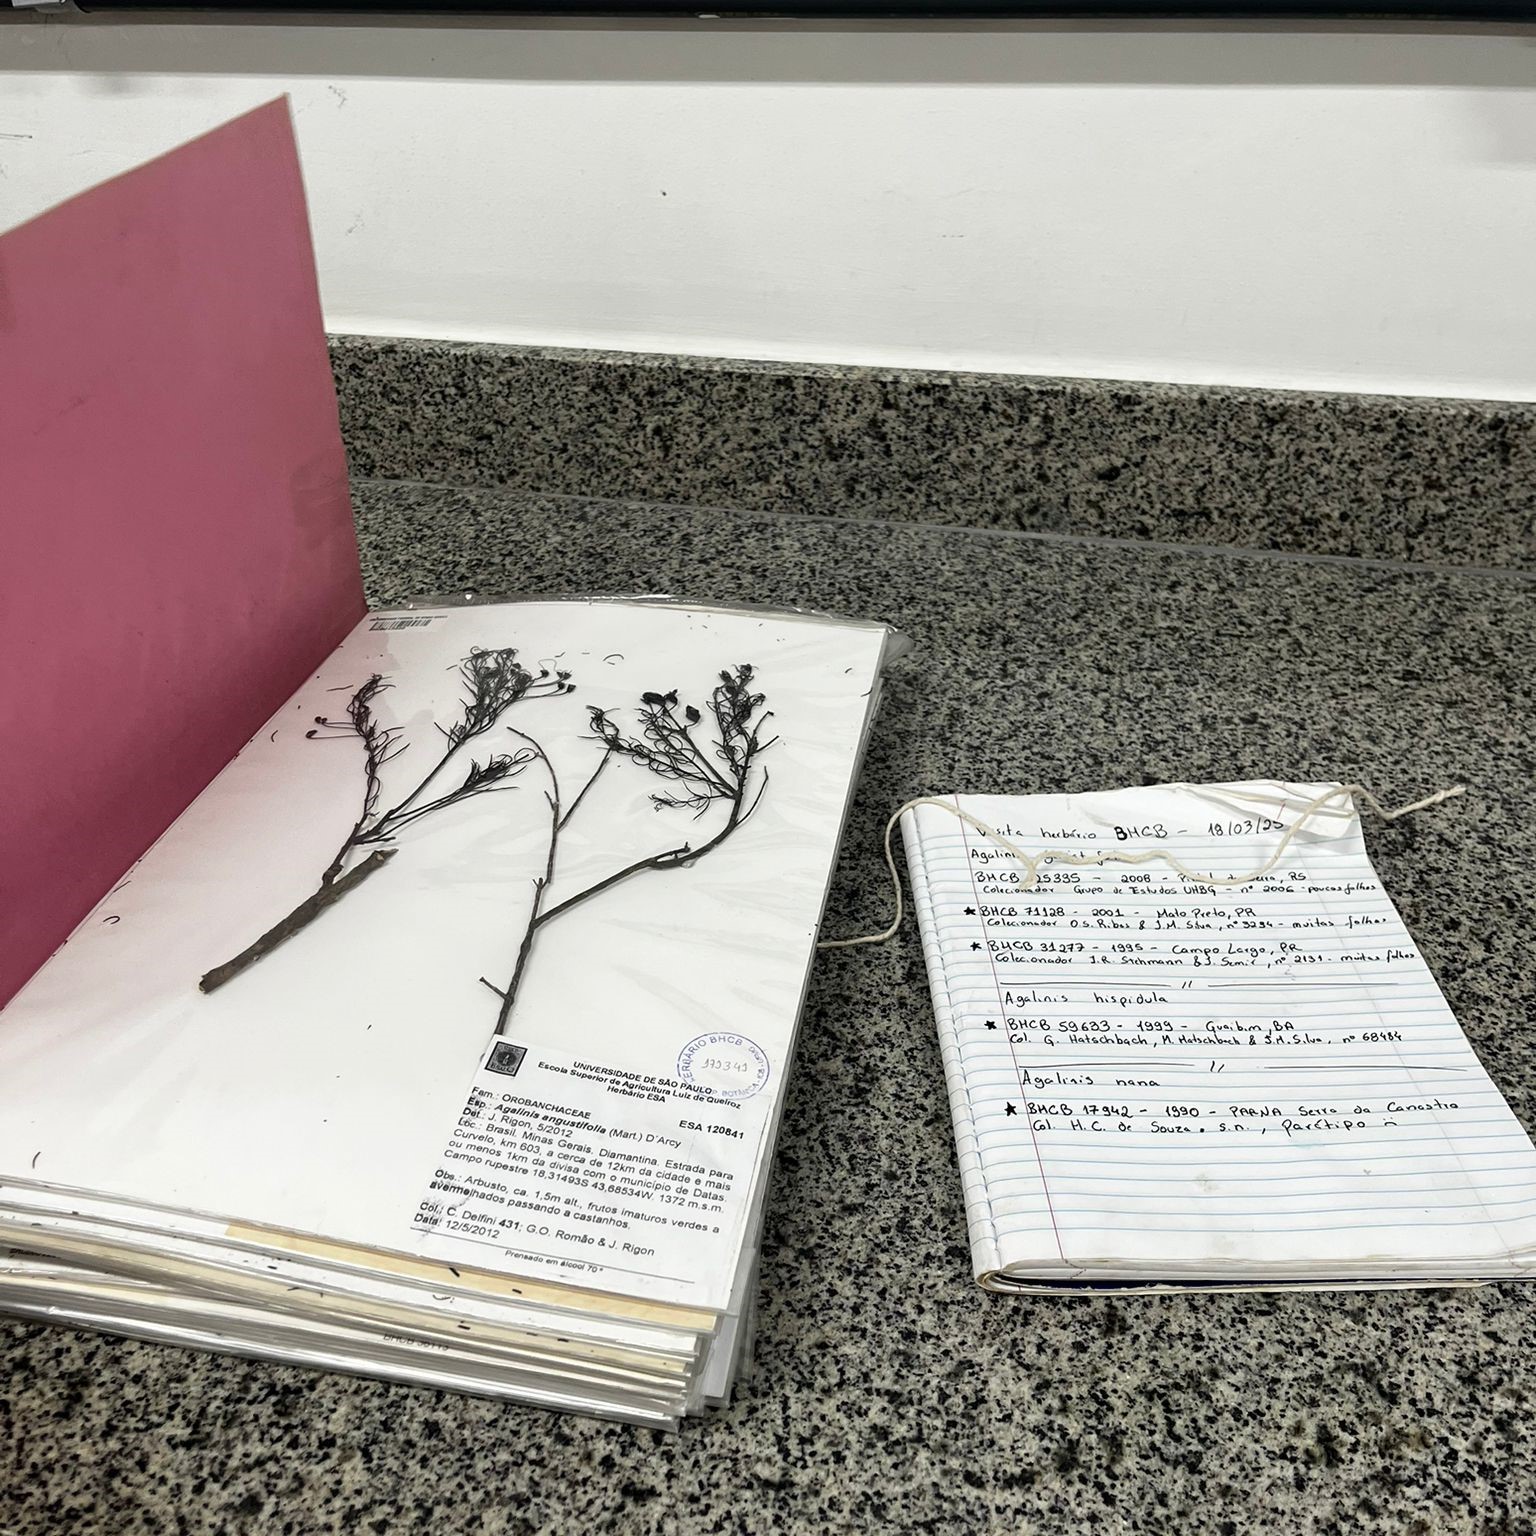 UNIVERSIDADE DE SÃO PAULO
Escola Superior de Agricultura Luiz de Queiroz
Herbário ESA
HERBÁRIO BHCB
BOTÂNICA
Fam.: OROBANCHACEAE
ESA 120841
Esp.: Agalinis angustifolia (Mart.) D'Arcy
Det.: J. Rigon, 5/2012
Loc.: Brasil. Minas Gerais. Diamantina. Estrada para
Curvelo, km 603, a cerca de 12km da cidade e mais
ou menos 1km da divisa com o município de Datas.
Campo rupestre 18,31493S 43,68534W. 1372 m.s.m.
Obs.: Arbusto, ca. 1,5m alt., frutos imaturos verdes a
avermelhados passando a castanhos.
Col.: C. Delfini 431; G.O. Romão & J. Rigon
Data: 12/5/2012
Prensado em álcool 70°
Visita herbário BHCB - 18/03/25
BHCB - 2008 - RS
Colecionador Grupo de Estudos UHBG - nº 2006 - poucas folhas
★ BHCB 71128 - 2001 - Mato Preto, PR
Colecionador O.S. Ribas & J.M. Silva, nº 3294 - muitas folhas
★ BHCB 31277 - 1995 - Campo Largo, PR
Colecionador J.R. Stehmann & J. Semir, nº 2131 - muitas folhas
Agalinis hispidula
★ BHCB 59633 - 1999 - Guaibim, BA
Col. G. Hatschbach, M. Hatschbach & J.M. Silva, nº 68484
Agalinis nana
★ BHCB 17942 - 1990 - PARNA Serra da Canastra
Col. H.C. de Souza. s.n., parátipo